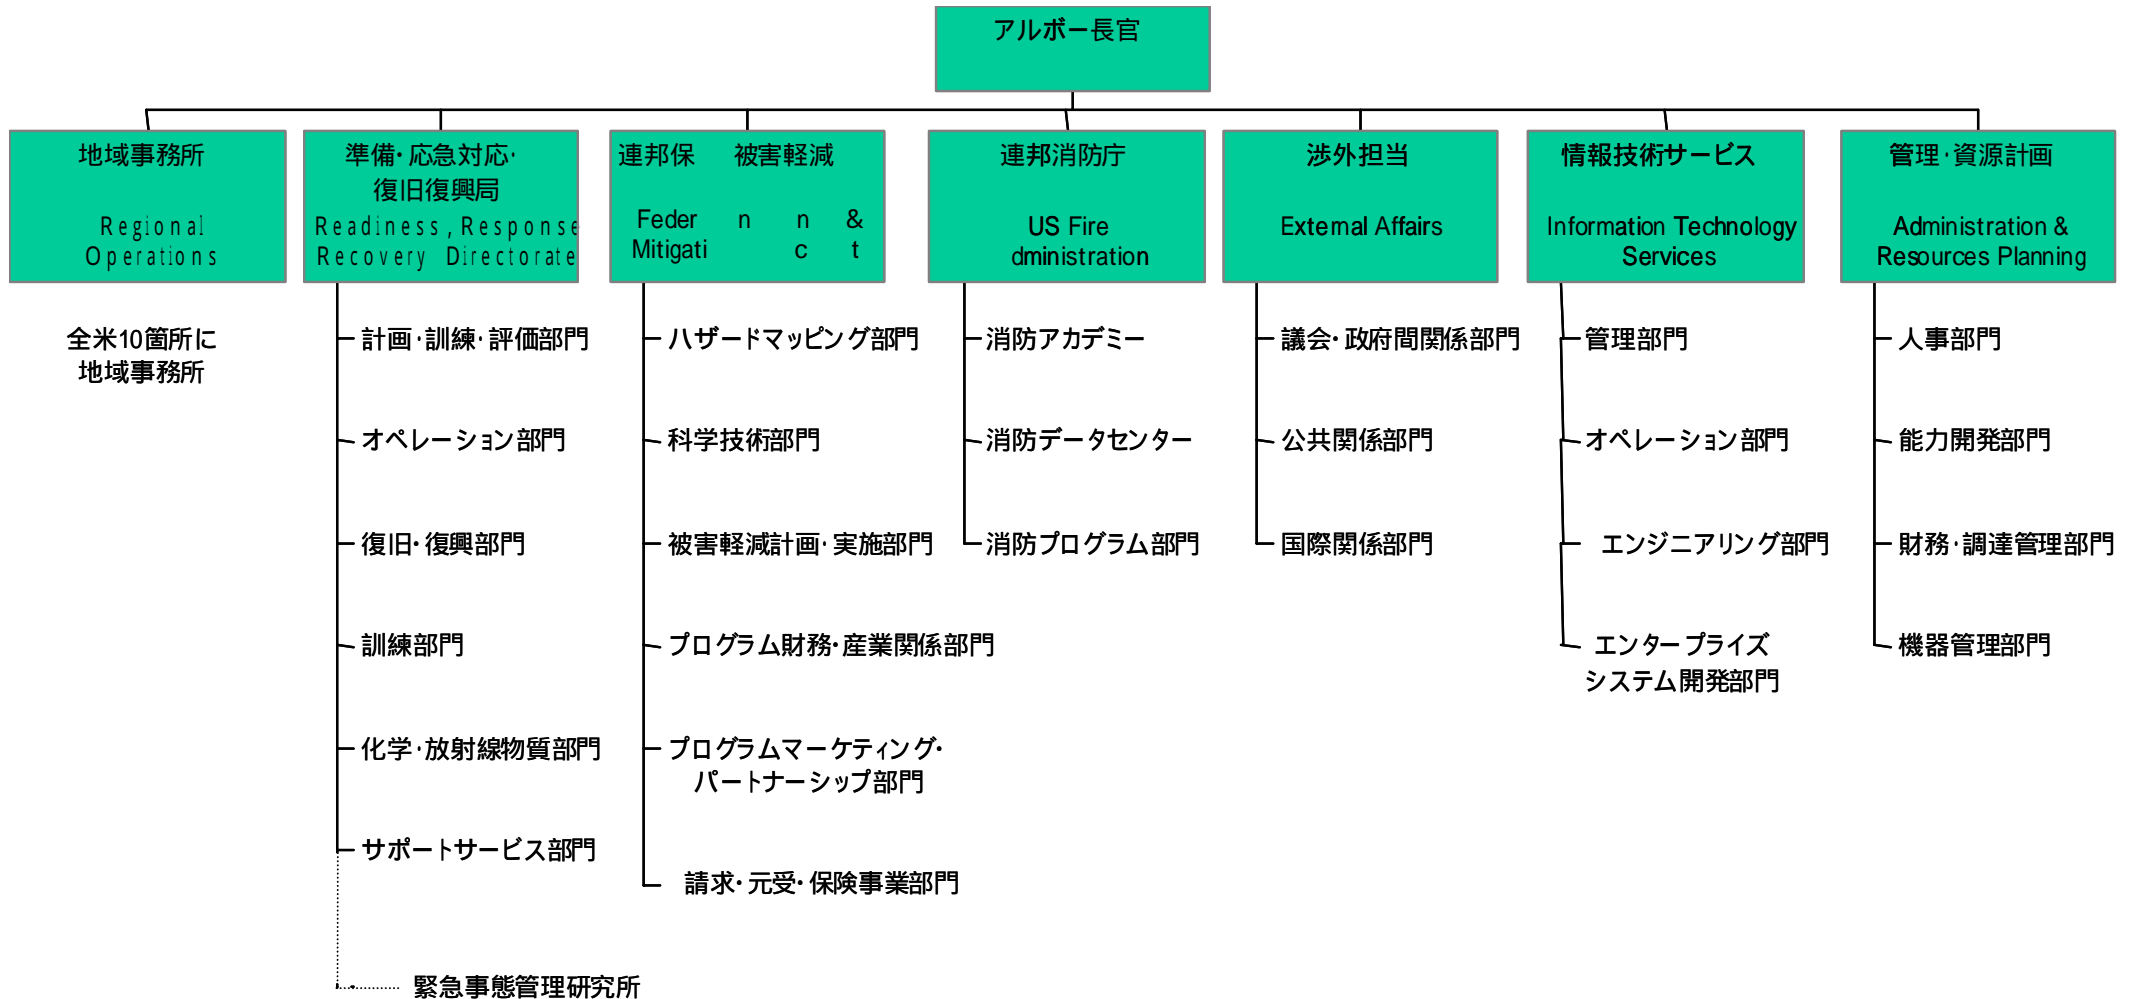 アルボー長官
地域事務所
Regional
Operations
全米10箇所に
地域事務所
準備・応急対応・
復旧復興局
Readiness, Response
Recovery Directorate
計画・訓練・評価部門
オペレーション部門
復旧・復興部門
訓練部門
化学・放射線物質部門
サポートサービス部門
緊急事態管理研究所
連邦保 被害軽減
Feder n n &
Mitigati c t
ハザードマッピング部門
科学技術部門
被害軽減計画・実施部門
プログラム財務・産業関係部門
プログラムマーケティング・
パートナーシップ部門
請求・元受・保険事業部門
連邦消防庁
US Fire
dministration
消防アカデミー
消防データセンター
消防プログラム部門
渉外担当
External Affairs
議会・政府間関係部門
公共関係部門
国際関係部門
情報技術サービス
Information Technology
Services
管理部門
オペレーション部門
エンジニアリング部門
エンタープライズ
システム開発部門
管理・資源計画
Administration &
Resources Planning
人事部門
能力開発部門
財務・調達管理部門
機器管理部門